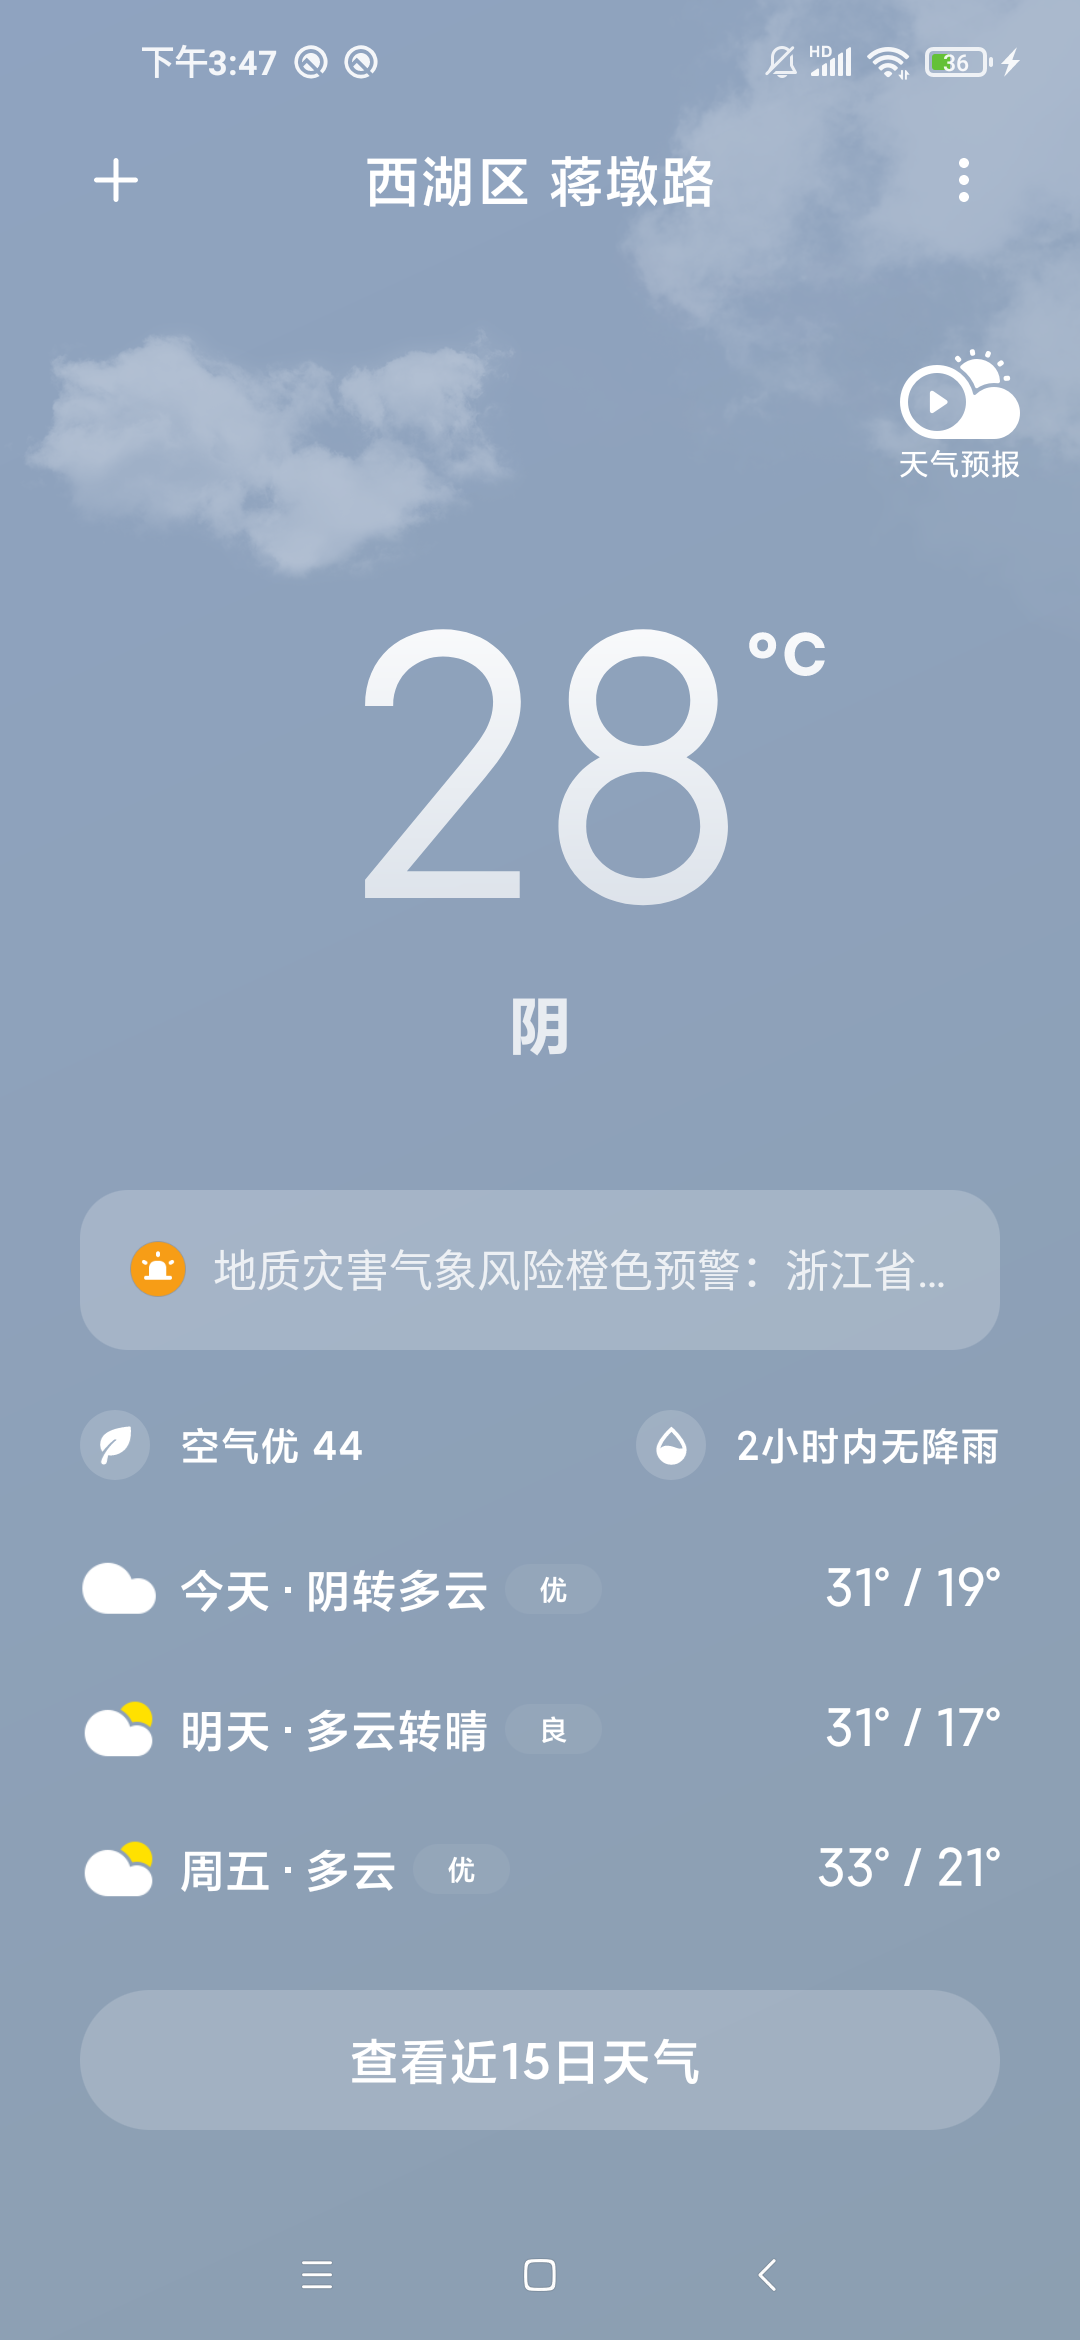 下午3:47
HD
36
西湖区 蒋墩路
天气预报
28
°C
阴
地质灾害气象风险橙色预警：浙江省...
空气优 44
2小时内无降雨
今天 · 阴转多云 优 31° / 19°
明天 · 多云转晴 良 31° / 17°
周五 · 多云 优 33° / 21°
查看近15日天气